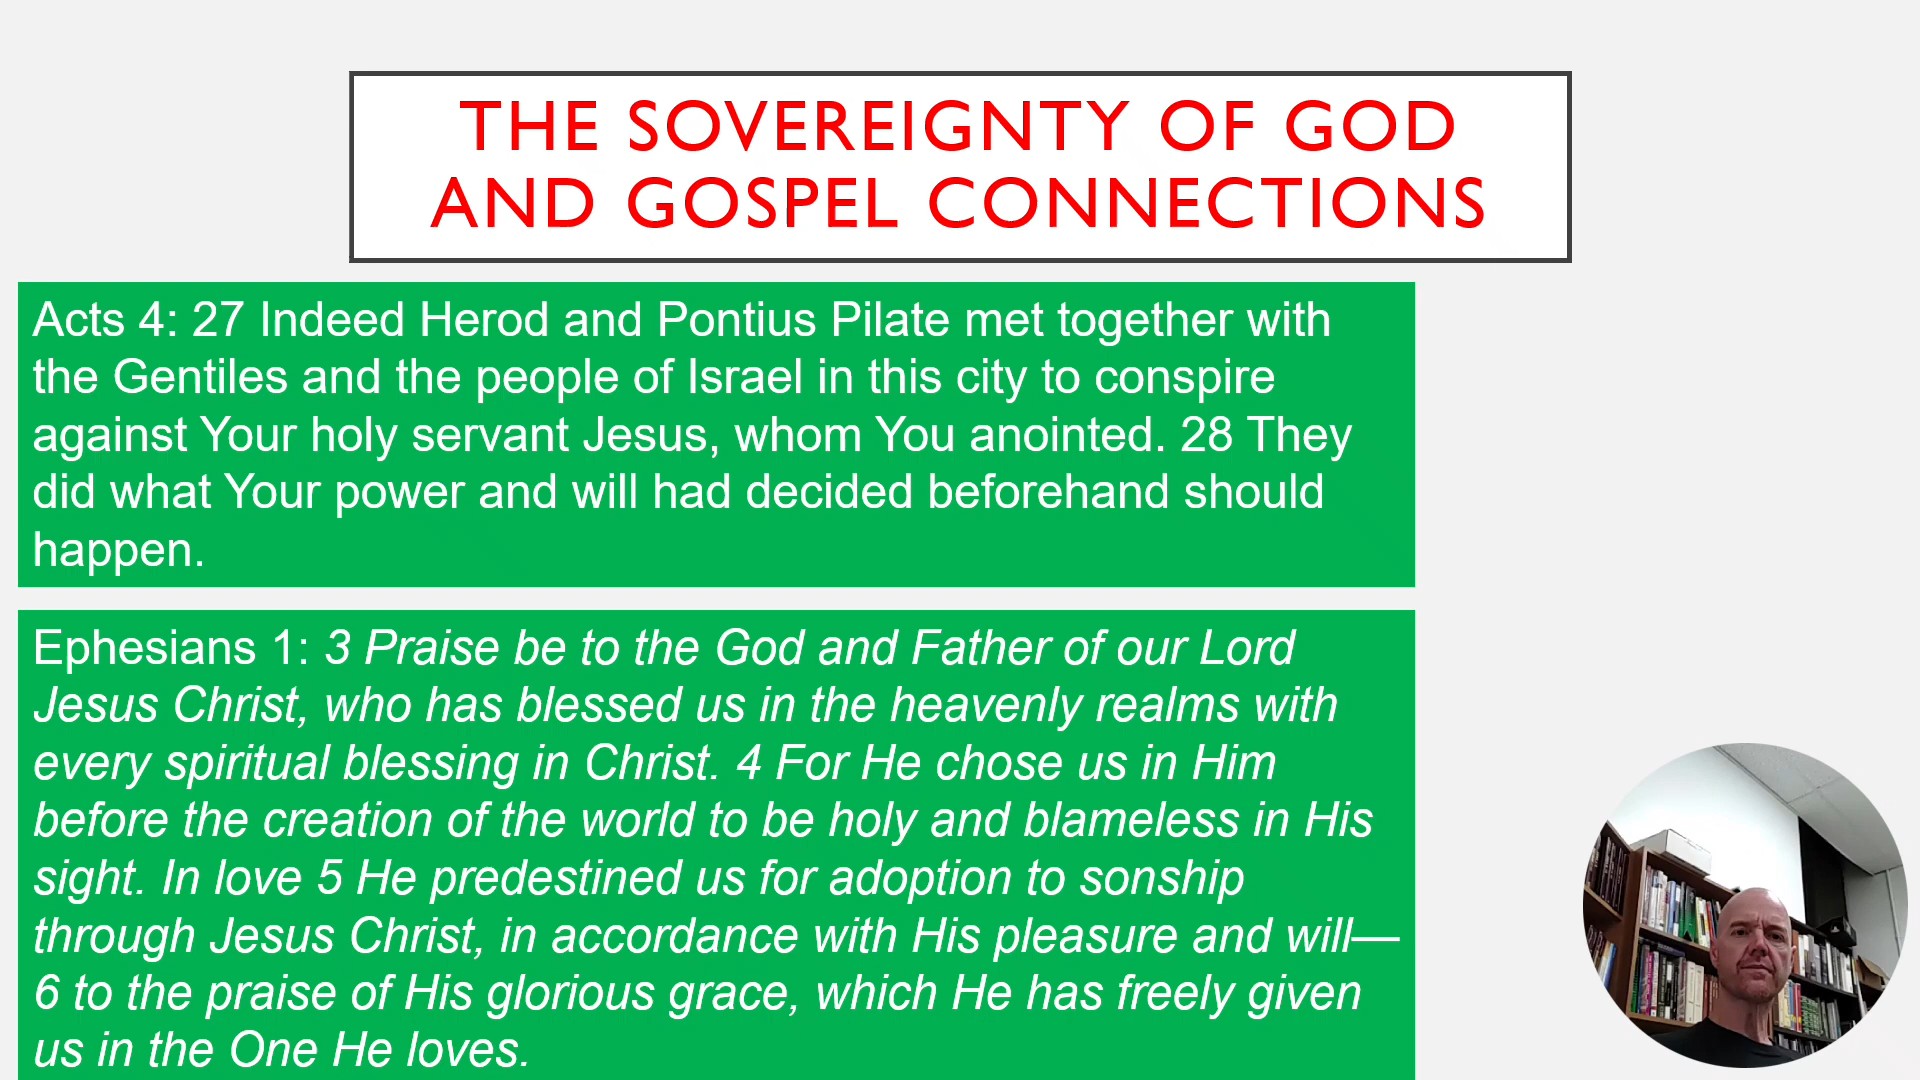 THE SOVEREIGNTY OF GOD
AND GOSPEL CONNECTIONS
Acts 4: 27 Indeed Herod and Pontius Pilate met together with
the Gentiles and the people of Israel in this city to conspire
against Your holy servant Jesus, whom You anointed. 28 They
did what Your power and will had decided beforehand should
happen.
Ephesians 1: 3 Praise be to the God and Father of our Lord
Jesus Christ, who has blessed us in the heavenly realms with
every spiritual blessing in Christ. 4 For He chose us in Him
before the creation of the world to be holy and blameless in His
sight. In love 5 He predestined us for adoption to sonship
through Jesus Christ, in accordance with His pleasure and will—
6 to the praise of His glorious grace, which He has freely given
us in the One He loves.